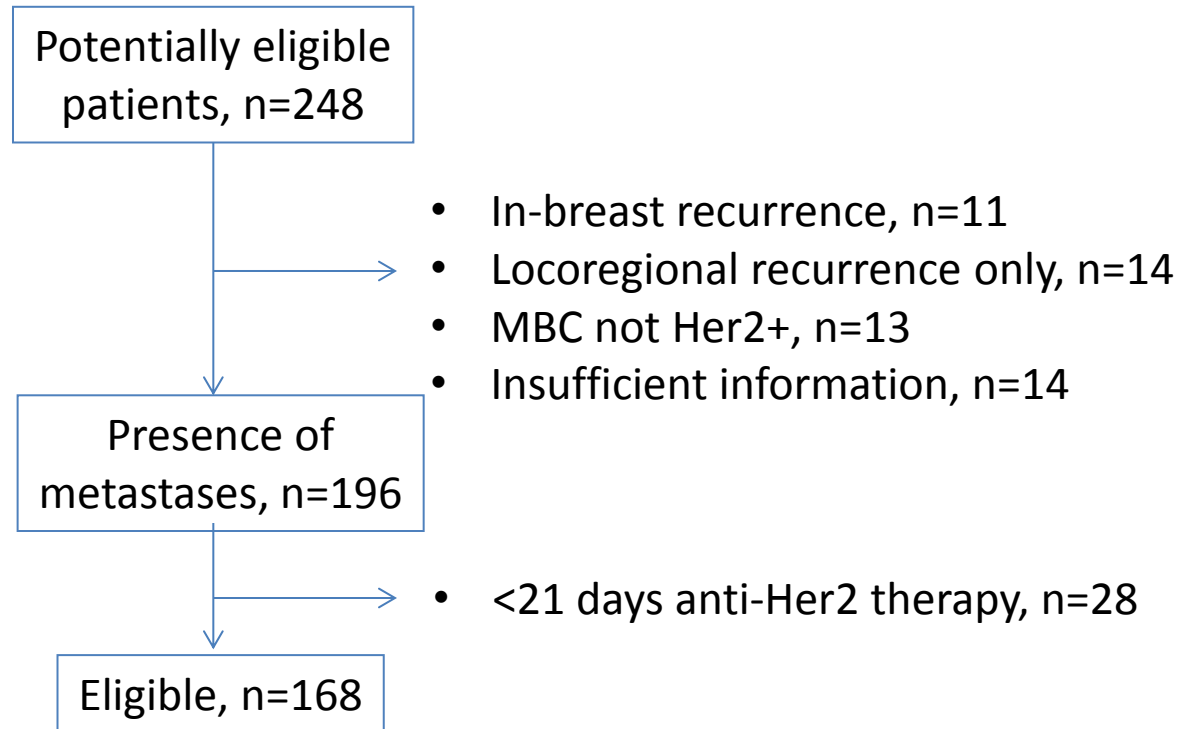 Potentially eligible
patients, n=248
• In-breast recurrence, n=11
• Locoregional recurrence only, n=14
• MBC not Her2+, n=13
• Insufficient information, n=14
Presence of
metastases, n=196
• <21 days anti-Her2 therapy, n=28
Eligible, n=168